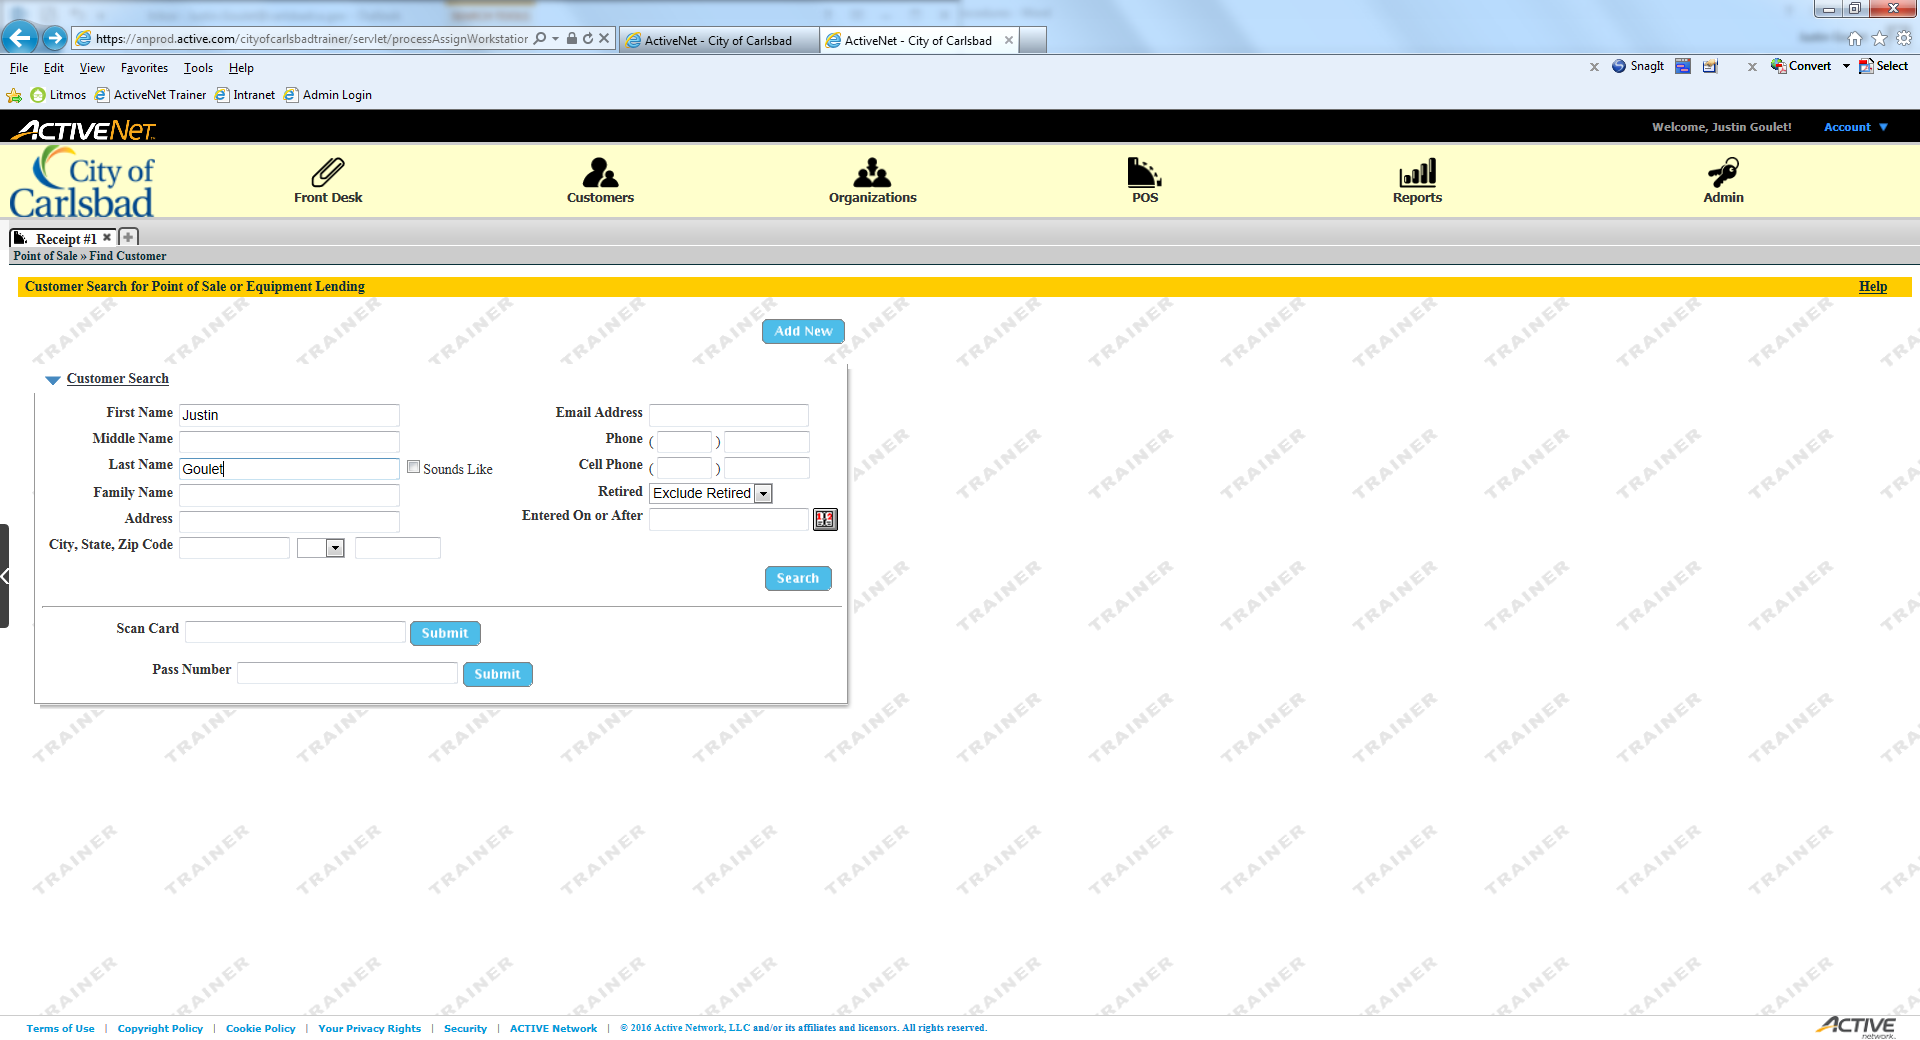 https://anprod.active.com/cityofcarlsbadtrainer/servlet/processAssignWorkstation
ActiveNet - City of Carlsbad
ActiveNet - City of Carlsbad
File Edit View Favorites Tools Help
x SnagIt x Convert Select
Litmos ActiveNet Trainer Intranet Admin Login
ACTIVENet
Welcome, Justin Goulet! Account
City of
Carlsbad
Front Desk Customers Organizations POS Reports Admin
Receipt #1
Point of Sale » Find Customer
Customer Search for Point of Sale or Equipment Lending Help
Add New
Customer Search
First Name Justin Email Address
Middle Name Phone ( )
Last Name Goulet Sounds Like Cell Phone ( )
Family Name Retired Exclude Retired
Address Entered On or After
City, State, Zip Code
Search
Scan Card Submit
Pass Number Submit
TRAINER
Terms of Use | Copyright Policy | Cookie Policy | Your Privacy Rights | Security | ACTIVE Network | © 2016 Active Network, LLC and/or its affiliates and licensors. All rights reserved.
ACTIVE
network.